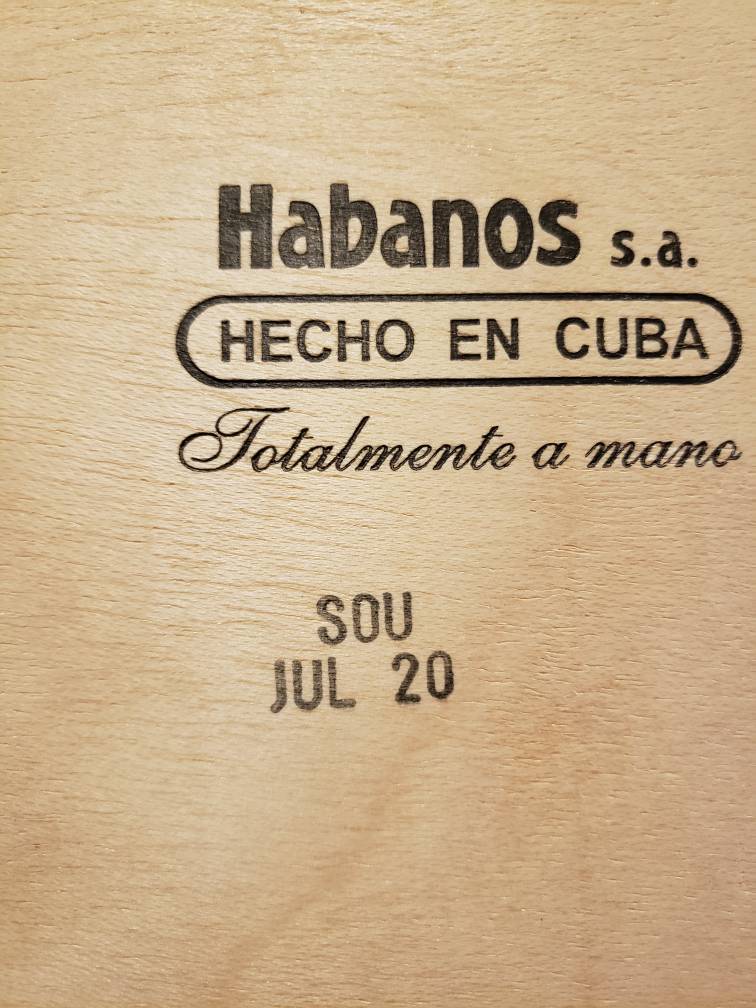 Habanos s.a.
HECHO EN CUBA
Totalmente a mano
SOU
JUL 20